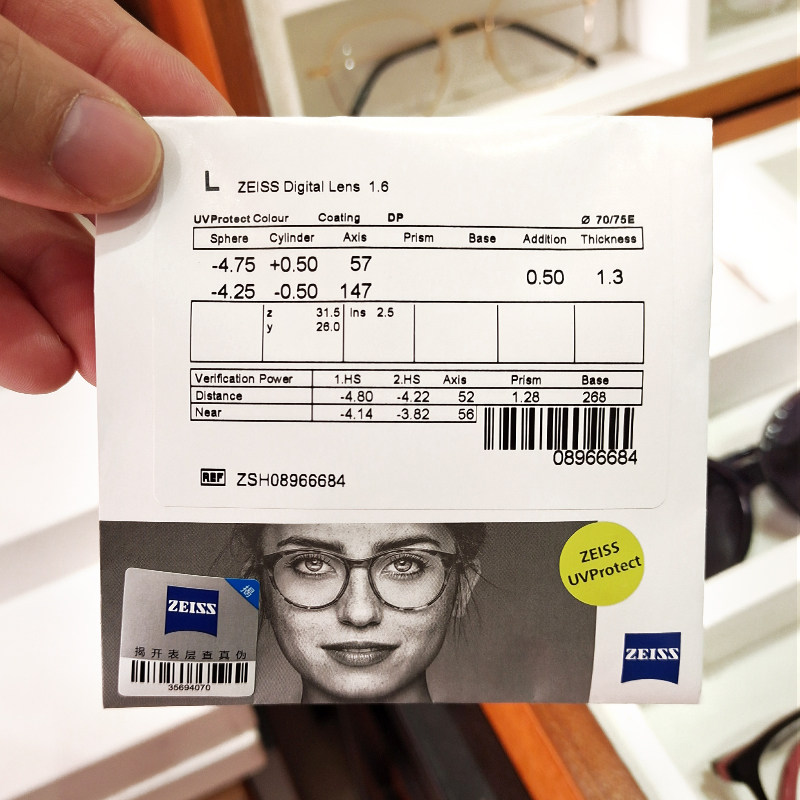 L ZEISS Digital Lens 1.6
UVProtect Colour Coating DP Ø 70/75E
Sphere Cylinder Axis Prism Base Addition Thickness
-4.75 +0.50 57
0.50 1.3
-4.25 -0.50 147
z 31.5 Ins 2.5
y 26.0
Verification Power 1.HS 2.HS Axis Prism Base
Distance -4.80 -4.22 52 1.28 268
Near -4.14 -3.82 56
08966684
REF ZSH08966684
ZEISS
UVProtect
揭
ZEISS
揭开表层查真伪
35694070
ZEISS